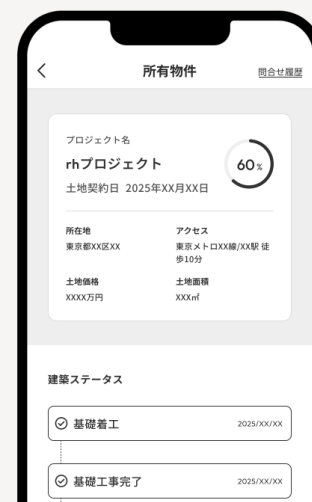 所有物件
問合せ履歴
プロジェクト名
rhプロジェクト
土地契約日 2025年XX月XX日
60%
所在地
東京都XX区XX
アクセス
東京メトロXX線/XX駅 徒
歩10分
土地価格
XXXX万円
土地面積
XXX㎡
建築ステータス
基礎着工
2025/XX/XX
基礎工事完了
2025/XX/XX